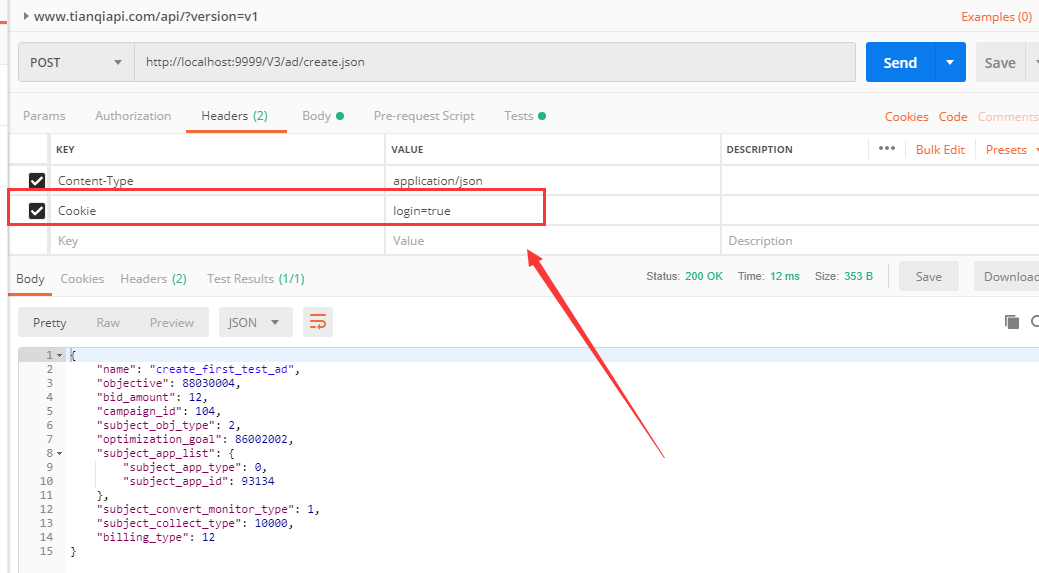 www.tianqiapi.com/api/?version=v1 Examples (0)
POST http://localhost:9999/V3/ad/create.json Send Save
Params Authorization Headers (2) Body Pre-request Script Tests Cookies Code Comments
KEY VALUE DESCRIPTION ••• Bulk Edit Presets
Content-Type application/json
Cookie login=true
Key Value Description
Body Cookies Headers (2) Test Results (1/1) Status: 200 OK Time: 12 ms Size: 353 B Save Download
Pretty Raw Preview JSON
1 {
2 "name": "create_first_test_ad",
3 "objective": 88030004,
4 "bid_amount": 12,
5 "campaign_id": 104,
6 "subject_obj_type": 2,
7 "optimization_goal": 86002002,
8 "subject_app_list": {
9 "subject_app_type": 0,
10 "subject_app_id": 93134
11 },
12 "subject_convert_monitor_type": 1,
13 "subject_collect_type": 10000,
14 "billing_type": 12
15 }